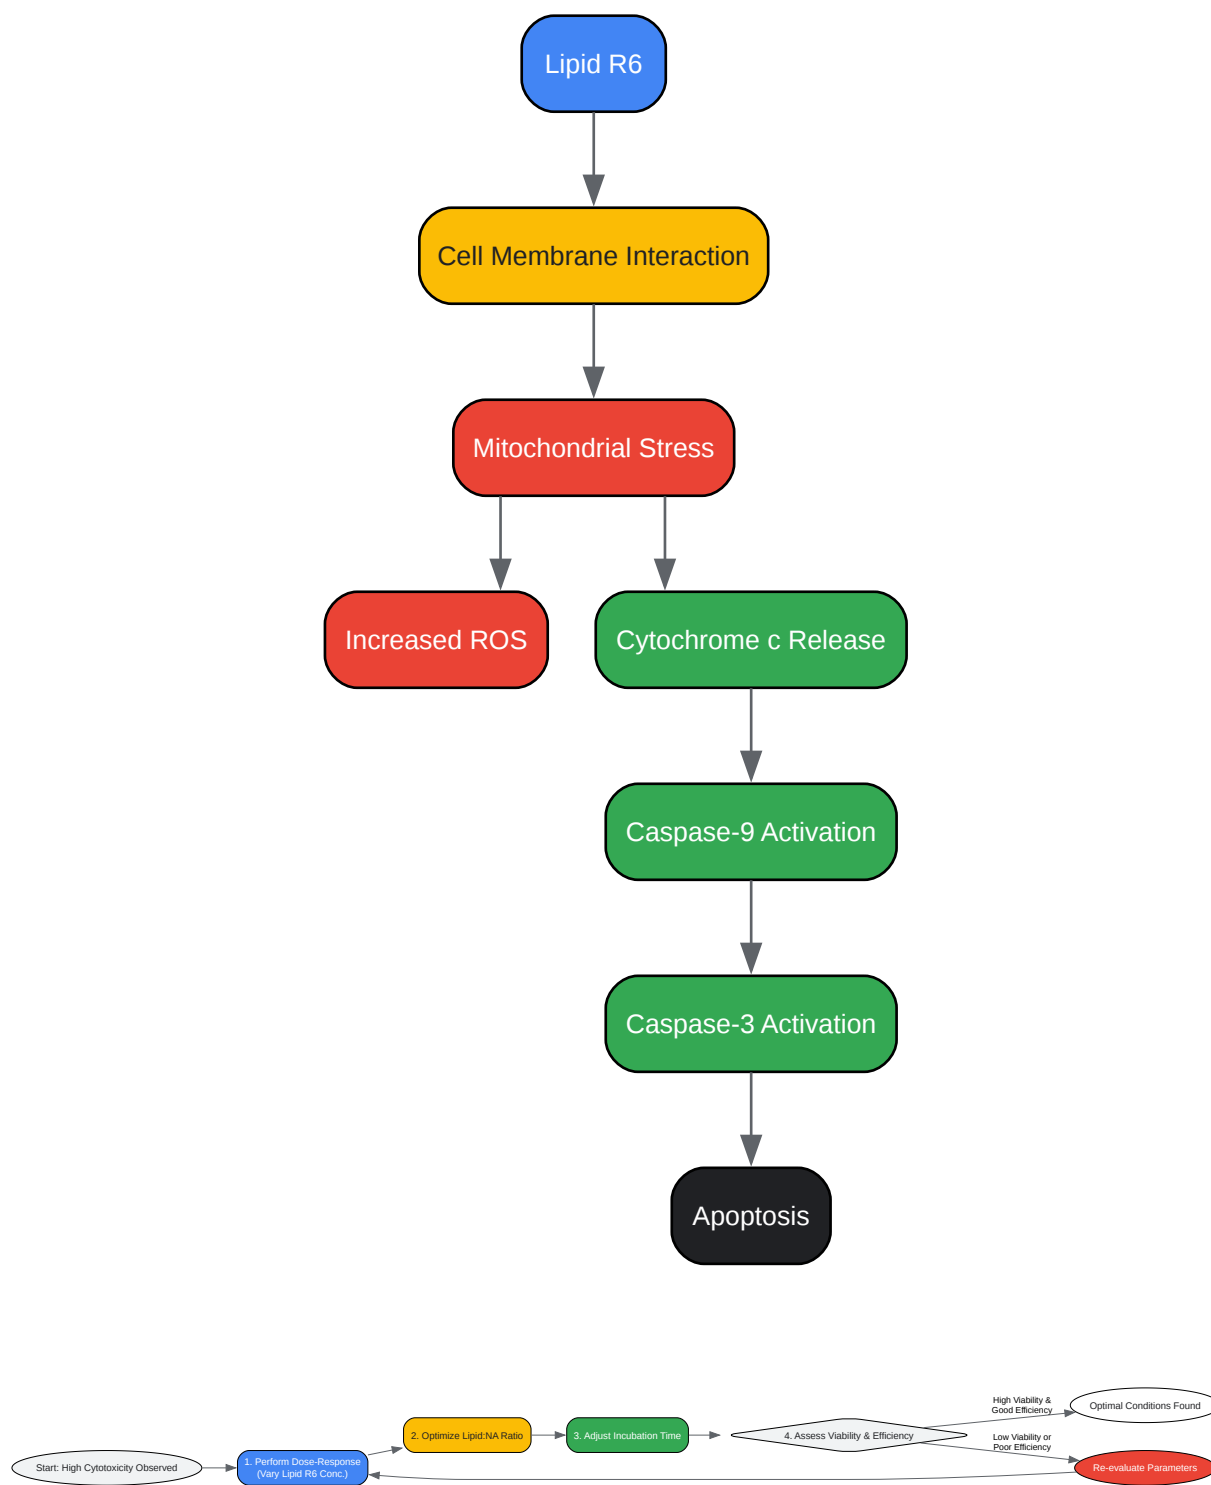 Lipid R6
Cell Membrane Interaction
Mitochondrial Stress
Increased ROS
Cytochrome c Release
Caspase-9 Activation
Caspase-3 Activation
Apoptosis
Start: High Cytotoxicity Observed
1. Perform Dose-Response
(Vary Lipid R6 Conc.)
2. Optimize Lipid:NA Ratio
3. Adjust Incubation Time
4. Assess Viability & Efficiency
High Viability &
Good Efficiency
Optimal Conditions Found
Low Viability or
Poor Efficiency
Re-evaluate Parameters